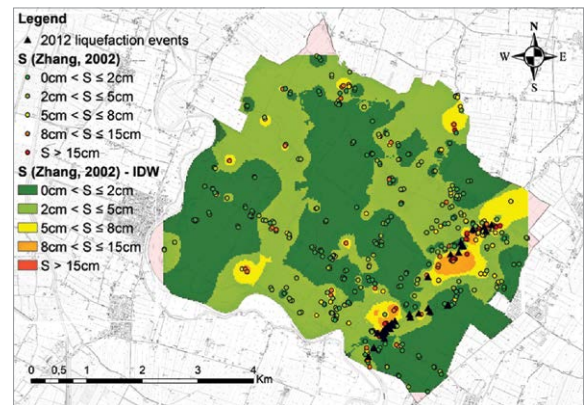 Legend
2012 liquefaction events
S (Zhang, 2002)
0cm < S ≤ 2cm
2cm < S ≤ 5cm
5cm < S ≤ 8cm
8cm < S ≤ 15cm
S > 15cm
S (Zhang, 2002) - IDW
0cm < S ≤ 2cm
2cm < S ≤ 5cm
5cm < S ≤ 8cm
8cm < S ≤ 15cm
S > 15cm
N
W E
S
0 0.5 1 2 3 4
Km